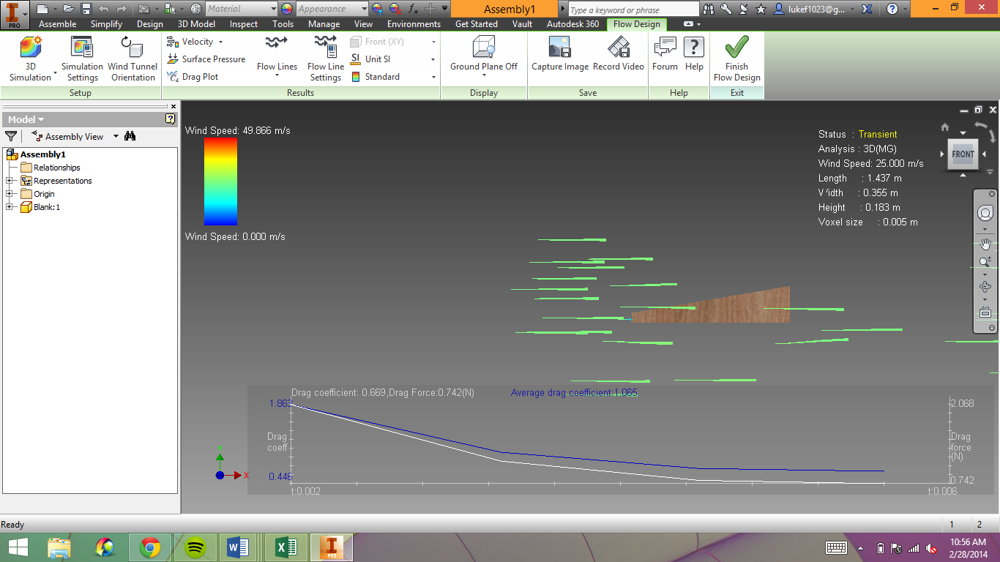 Material
Appearance
Assembly1
Type a keyword or phrase
lukef1023@g...
PRO
Assemble Simplify Design 3D Model Inspect Tools Manage View Environments Get Started Vault Autodesk 360 Flow Design
3D Simulation
Simulation Settings
Wind Tunnel Orientation
Velocity
Surface Pressure
Drag Plot
Flow Lines
Flow Line Settings
Front (XY)
Unit SI
Standard
Ground Plane Off
Capture Image
Record Video
Forum
Help
Finish Flow Design
Setup Results Display Save Help Exit
Model
Assembly View
Assembly1
Relationships
Representations
Origin
Blank:1
Wind Speed: 49.866 m/s
Wind Speed: 0.000 m/s
Status : Transient
Analysis : 3D(MG)
Wind Speed: 25.000 m/s
Length : 1.437 m
Width : 0.355 m
Height : 0.183 m
Voxel size : 0.005 m
FRONT
Drag coefficient: 0.669,Drag Force:0.742(N)
Average drag coefficient:1.065
1.863
2.068
Drag coeff
Drag force (N)
0.446
0.742
t:0.002
t:0.006
Y
X
Ready
1 2
PRO
10:56 AM
2/28/2014